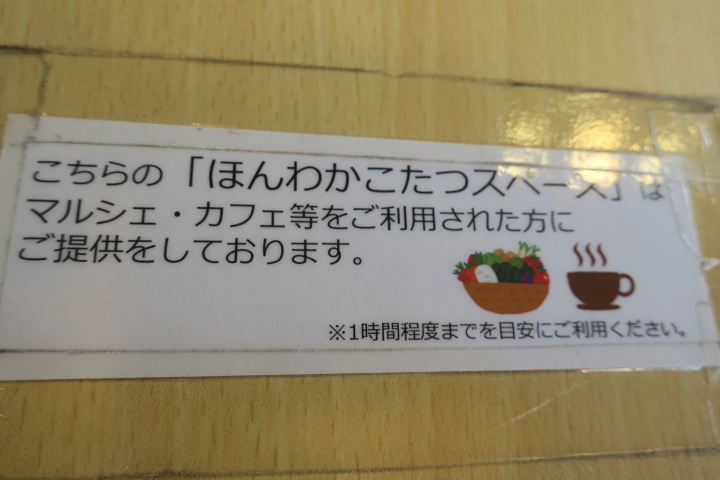 こちらの「ほんわかこたつスペース」は
マルシェ・カフェ等をご利用された方に
ご提供をしております。
※1時間程度までを目安にご利用ください。